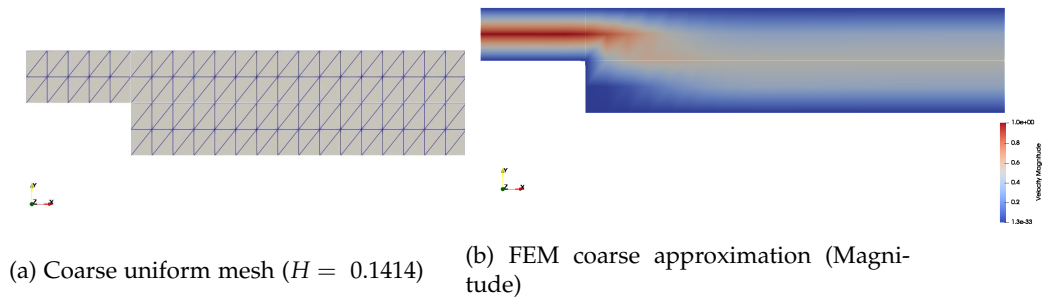 1.0e+00
0.8
0.6
0.4
0.2
1.3e-33
Velocity Magnitude
Y
Z X
Y
Z X
(a) Coarse uniform mesh (H = 0.1414)
(b) FEM coarse approximation (Magni-
tude)